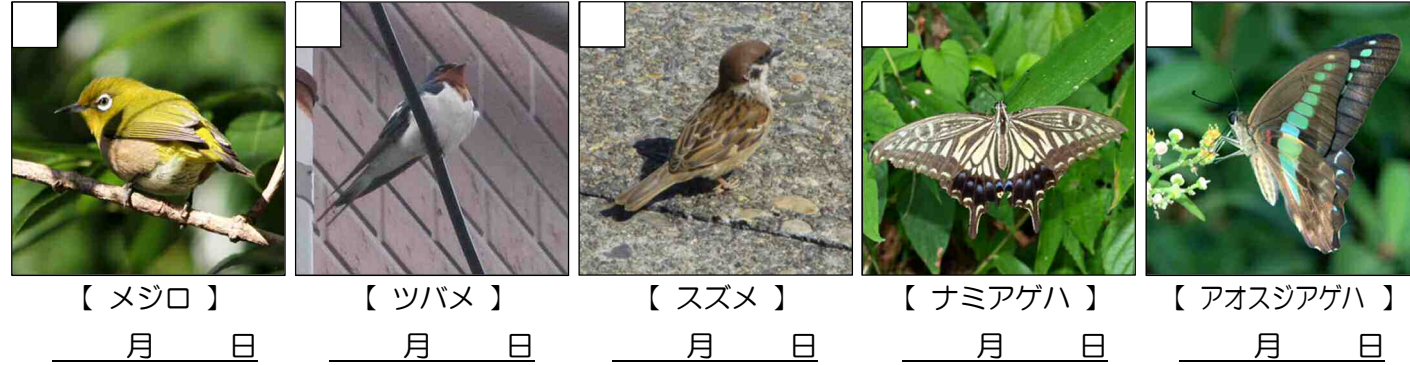 【 メジロ 】 【 ツバメ 】 【 スズメ 】 【 ナミアゲハ 】 【 アオスジアゲハ 】
月 日 月 日 月 日 月 日 月 日